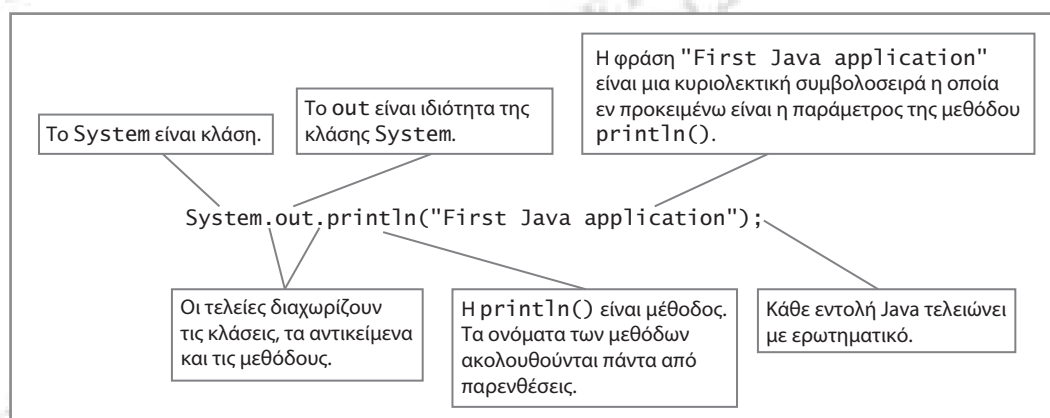 Η φράση "First Java application"
είναι μια κυριολεκτική συμβολοσειρά η οποία
εν προκειμένω είναι η παράμετρος της μεθόδου
println().
Το out είναι ιδιότητα της
κλάσης System.
Το System είναι κλάση.
System.out.println("First Java application");
Οι τελείες διαχωρίζουν
τις κλάσεις, τα αντικείμενα
και τις μεθόδους.
Η println() είναι μέθοδος.
Τα ονόματα των μεθόδων
ακολουθούνται πάντα από
παρενθέσεις.
Κάθε εντολή Java τελειώνει
με ερωτηματικό.